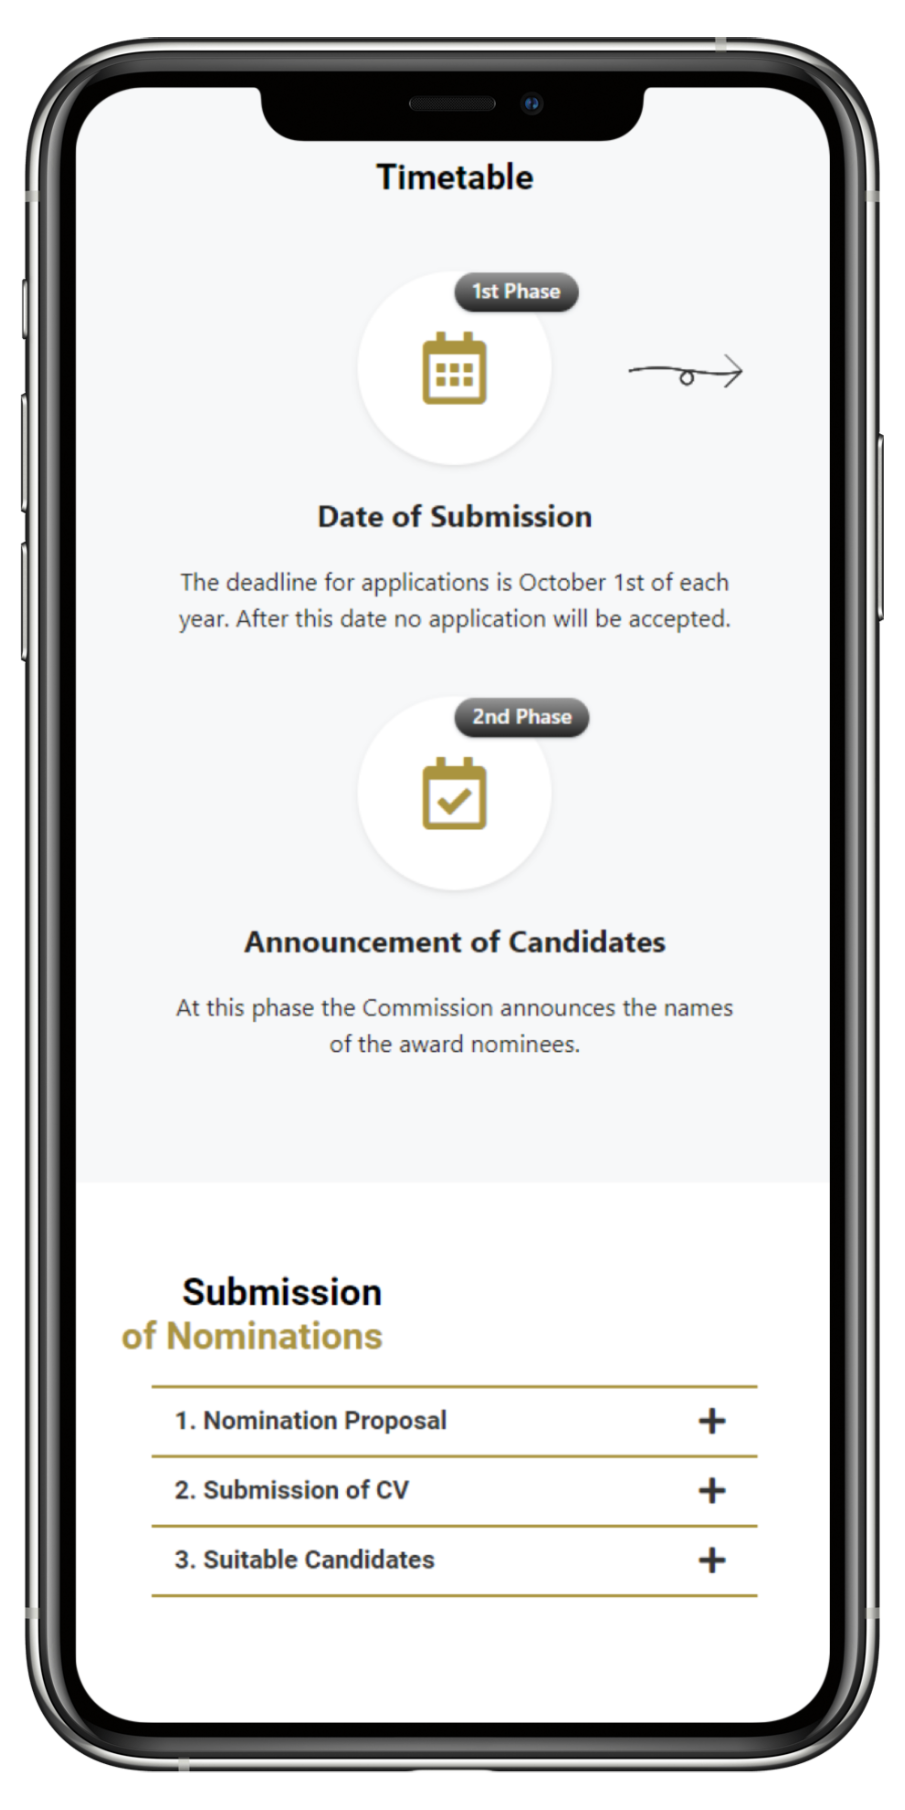 Timetable
1st Phase
Date of Submission
The deadline for applications is October 1st of each
year. After this date no application will be accepted.
2nd Phase
Announcement of Candidates
At this phase the Commission announces the names
of the award nominees.
Submission
of Nominations
1. Nomination Proposal
2. Submission of CV
3. Suitable Candidates